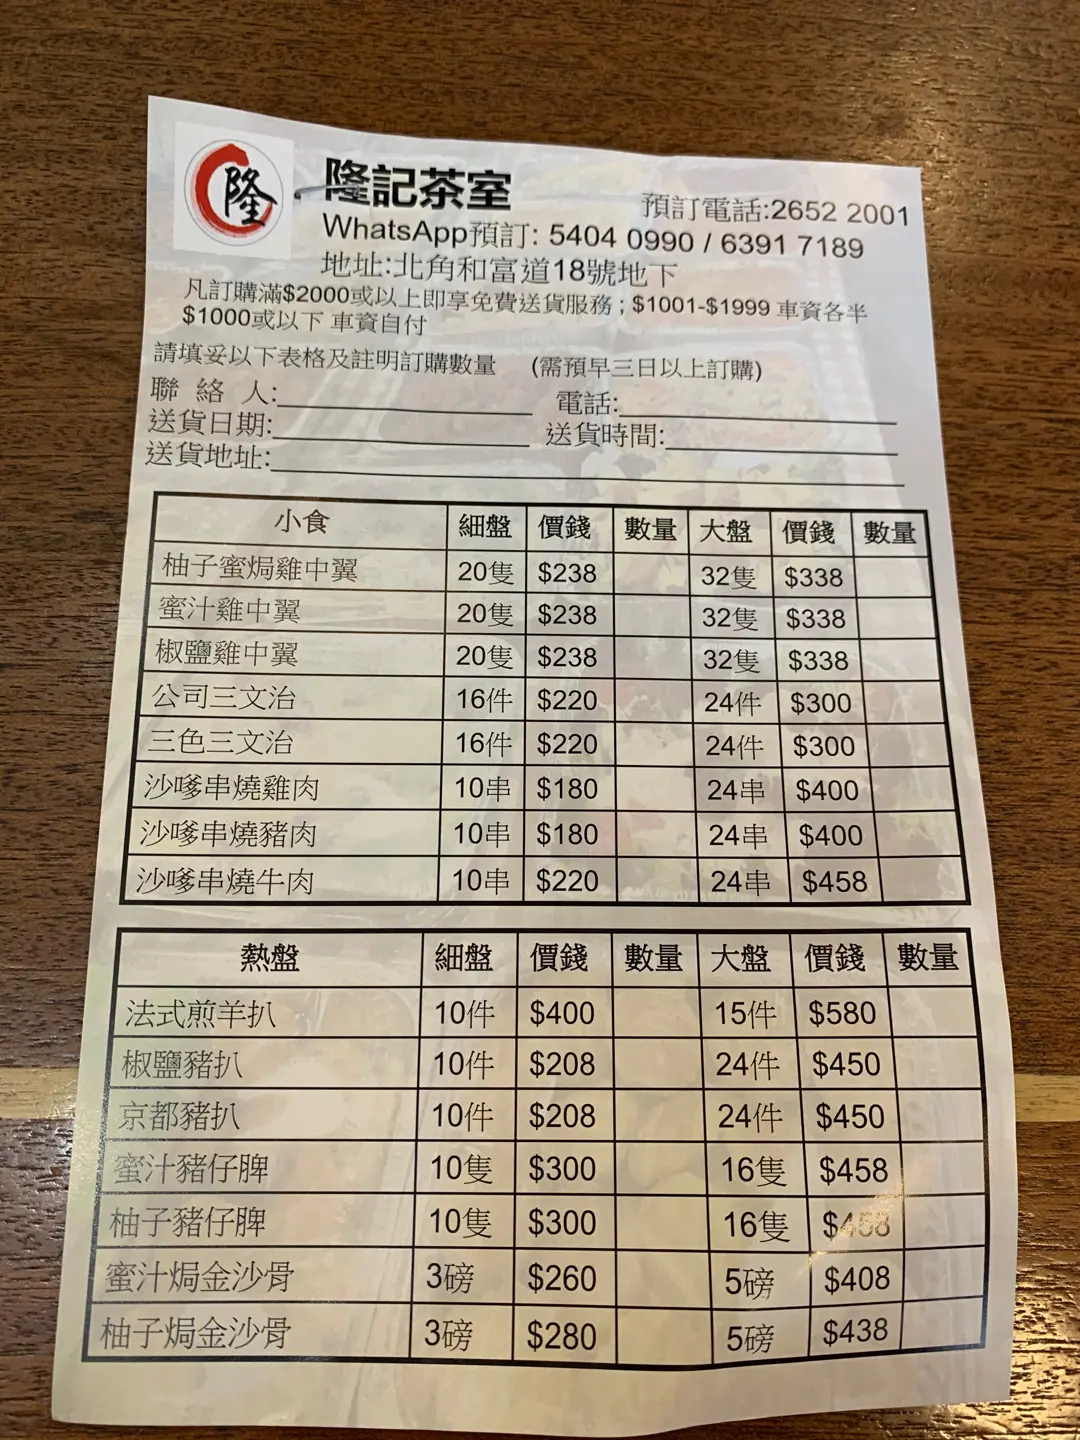 隆
隆記茶室
預訂電話:2652 2001
WhatsApp預訂: 5404 0990 / 6391 7189
地址:北角和富道18號地下
凡訂購滿$2000或以上即享免費送貨服務 ; $1001-$1999 車資各半
$1000或以下 車資自付
請填妥以下表格及註明訂購數量 (需預早三日以上訂購)
聯 絡 人: 電話:
送貨日期: 送貨時間:
送貨地址:
小食 細盤 價錢 數量 大盤 價錢 數量
柚子蜜焗雞中翼 20隻 $238 32隻 $338
蜜汁雞中翼 20隻 $238 32隻 $338
椒鹽雞中翼 20隻 $238 32隻 $338
公司三文治 16件 $220 24件 $300
三色三文治 16件 $220 24件 $300
沙嗲串燒雞肉 10串 $180 24串 $400
沙嗲串燒豬肉 10串 $180 24串 $400
沙嗲串燒牛肉 10串 $220 24串 $458
熱盤 細盤 價錢 數量 大盤 價錢 數量
法式煎羊扒 10件 $400 15件 $580
椒鹽豬扒 10件 $208 24件 $450
京都豬扒 10件 $208 24件 $450
蜜汁豬仔脾 10隻 $300 16隻 $458
柚子豬仔脾 10隻 $300 16隻 $458
蜜汁焗金沙骨 3磅 $260 5磅 $408
柚子焗金沙骨 3磅 $280 5磅 $438